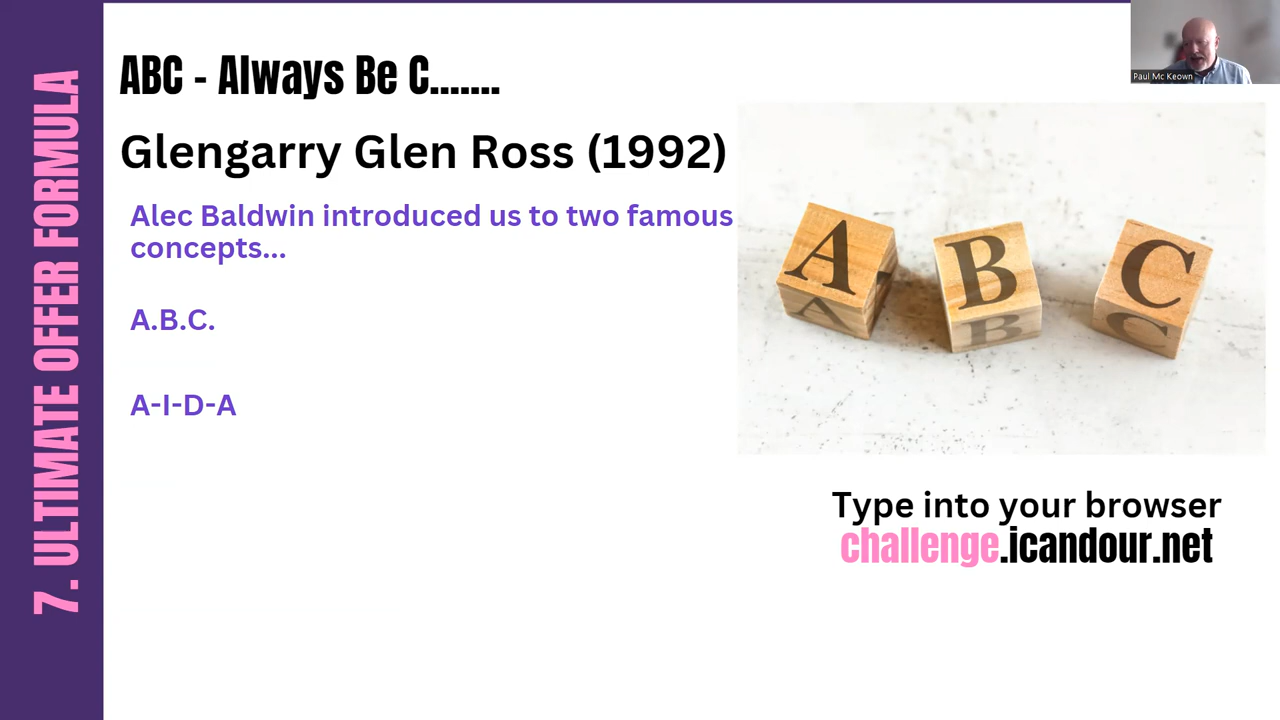 7. ULTIMATE OFFER FORMULA
ABC - Always Be C.......
Glengarry Glen Ross (1992)
Alec Baldwin introduced us to two famous
concepts...
A.B.C.
A-I-D-A
Paul Mc Keown
A B C
A B C
Type into your browser
challenge.icandour.net